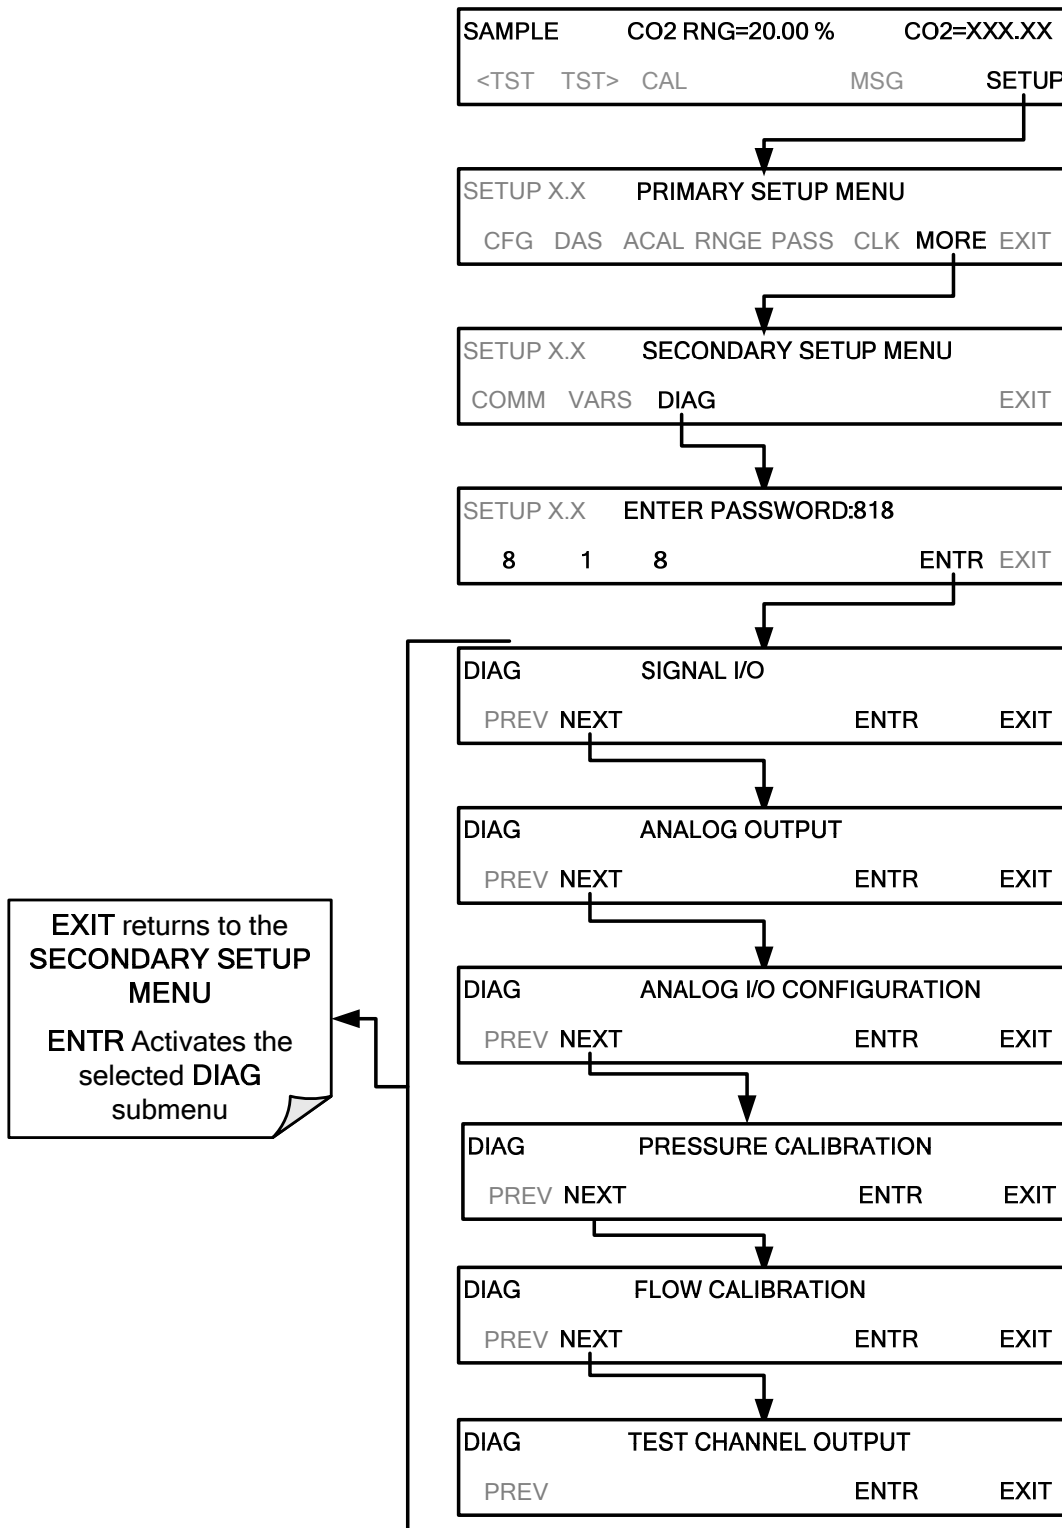 SAMPLE CO2 RNG=20.00 % CO2=XXX.XX
<TST TST> CAL MSG SETUP
SETUP X.X PRIMARY SETUP MENU
CFG DAS ACAL RNGE PASS CLK MORE EXIT
SETUP X.X SECONDARY SETUP MENU
COMM VARS DIAG EXIT
SETUP X.X ENTER PASSWORD:818
8 1 8 ENTR EXIT
DIAG SIGNAL I/O
PREV NEXT ENTR EXIT
DIAG ANALOG OUTPUT
PREV NEXT ENTR EXIT
EXIT returns to the
SECONDARY SETUP
MENU
ENTR Activates the
selected DIAG
submenu
DIAG ANALOG I/O CONFIGURATION
PREV NEXT ENTR EXIT
DIAG PRESSURE CALIBRATION
PREV NEXT ENTR EXIT
DIAG FLOW CALIBRATION
PREV NEXT ENTR EXIT
DIAG TEST CHANNEL OUTPUT
PREV ENTR EXIT